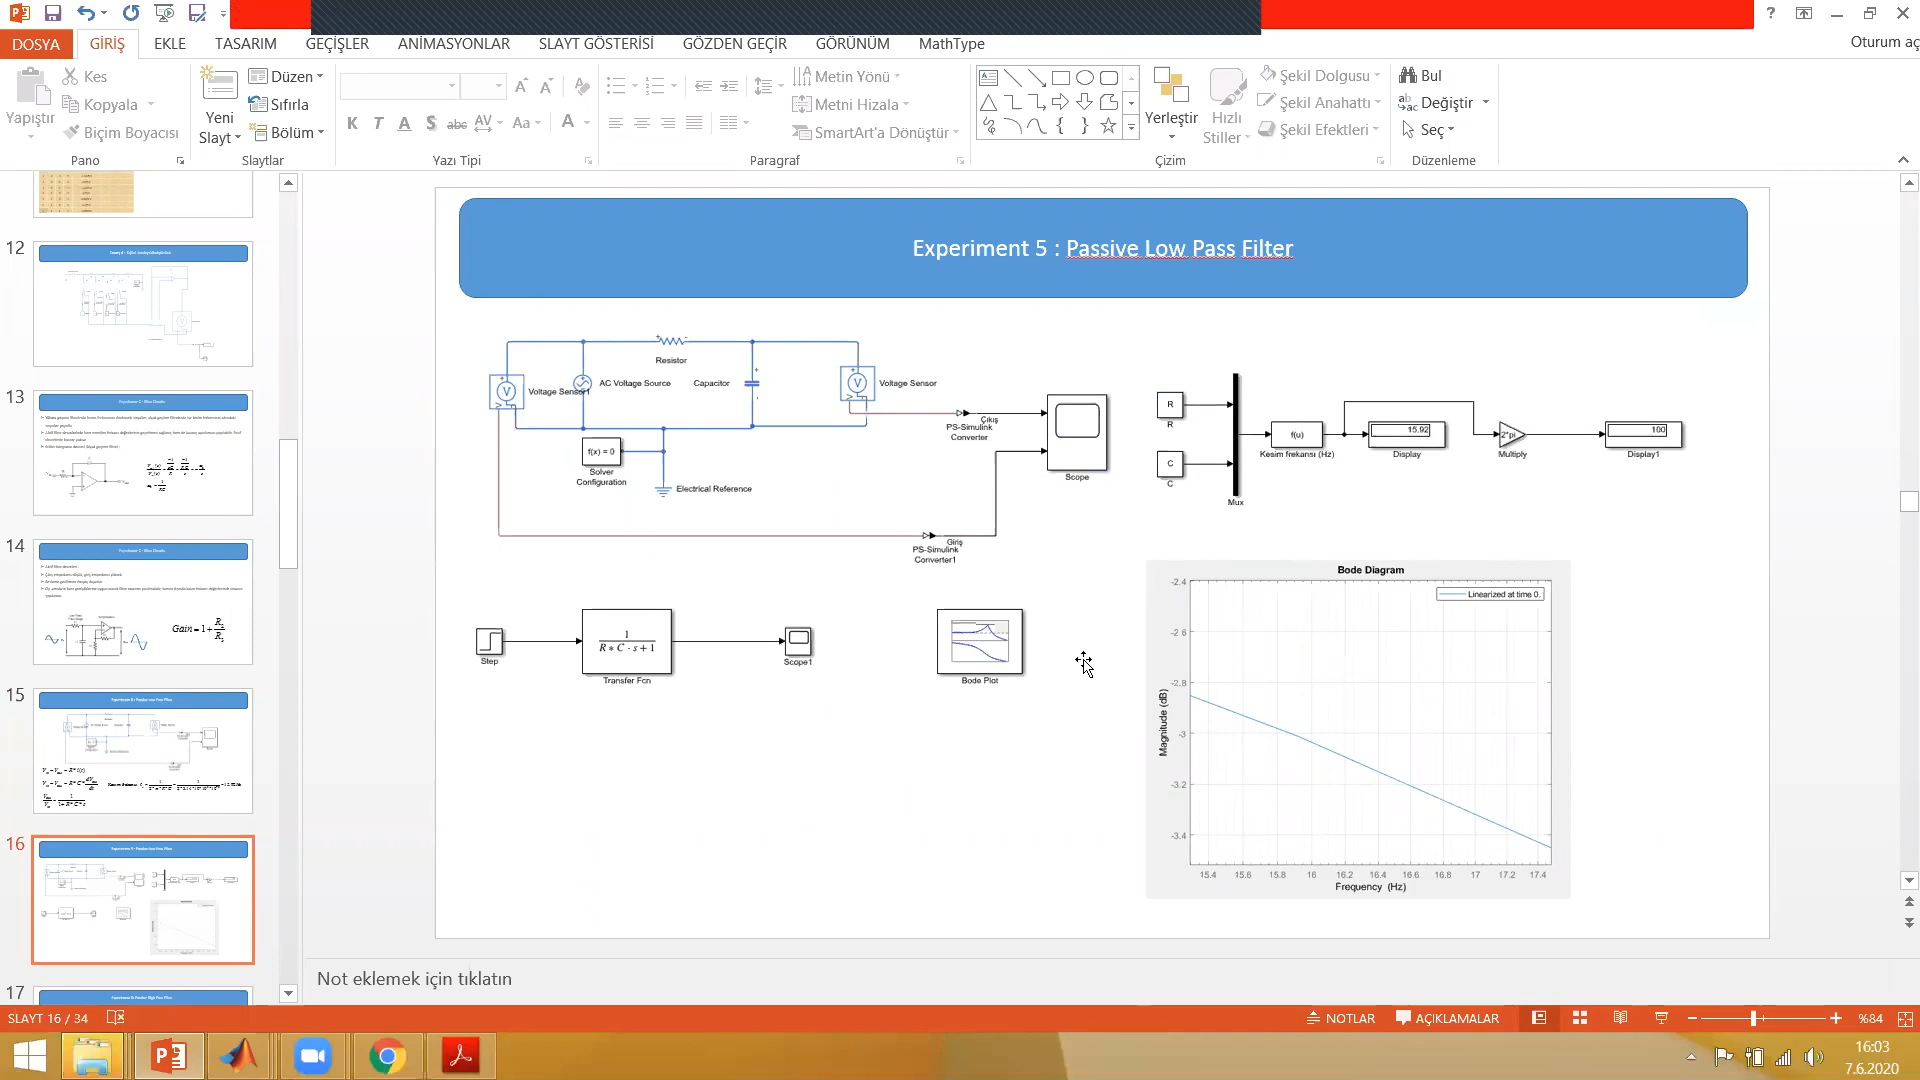 DOSYA
GİRİŞ
EKLE
TASARIM
GEÇİŞLER
ANİMASYONLAR
SLAYT GÖSTERİSİ
GÖZDEN GEÇİR
GÖRÜNÜM
MathType
Oturum aç
Yapıştır
Kes
Kopyala
Biçim Boyacısı
Pano
Yeni
Slayt
Düzen
Sıfırla
Bölüm
Slaytlar
K T A S abc AV Aa A
Yazı Tipi
Metin Yönü
Metni Hizala
SmartArt'a Dönüştür
Paragraf
Yerleştir
Hızlı
Stiller
Şekil Dolgusu
Şekil Anahattı
Şekil Efektleri
Çizim
Bul
Değiştir
Seç
Düzenleme
12
13
14
Gain = 1 + R
15
16
17
Experiment 5 : Passive Low Pass Filter
Resistor
Voltage Sensor1
AC Voltage Source
Capacitor
Voltage Sensor
Çıkış
PS-Simulink
Converter
f(x) = 0
Solver
Configuration
Electrical Reference
Scope
Giriş
PS-Simulink
Converter1
R
R
C
C
Mux
f(u)
Kesim frekansı (Hz)
15.92
Display
2*pi
Multiply
100
Display1
Step
1
R∗C·s+1
Transfer Fcn
Scope1
Bode Plot
Bode Diagram
Linearized at time 0.
Magnitude (dB)
-2.4
-2.6
-2.8
-3
-3.2
-3.4
15.4 15.6 15.8 16 16.2 16.4 16.6 16.8 17 17.2 17.4
Frequency (Hz)
Not eklemek için tıklatın
SLAYT 16 / 34
NOTLAR
AÇIKLAMALAR
%84
16:03
7.6.2020